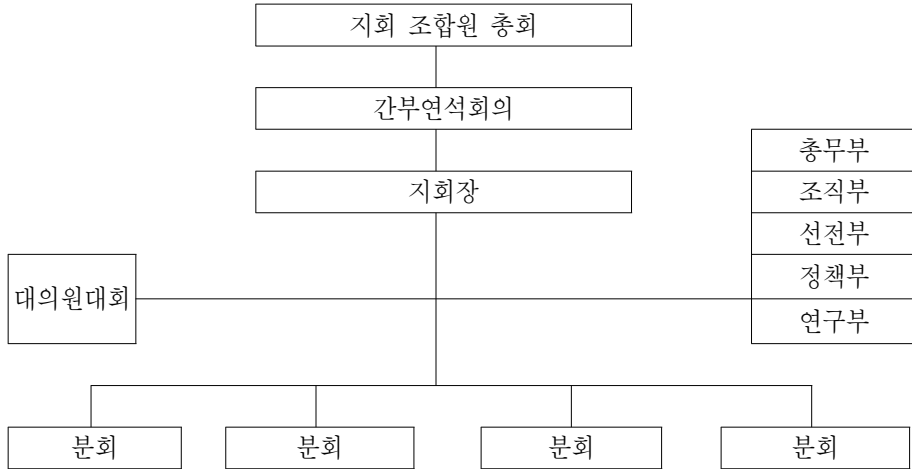 지회 조합원 총회
간부연석회의
지회장
총무부
조직부
선전부
정책부
연구부
대의원대회
분회
분회
분회
분회